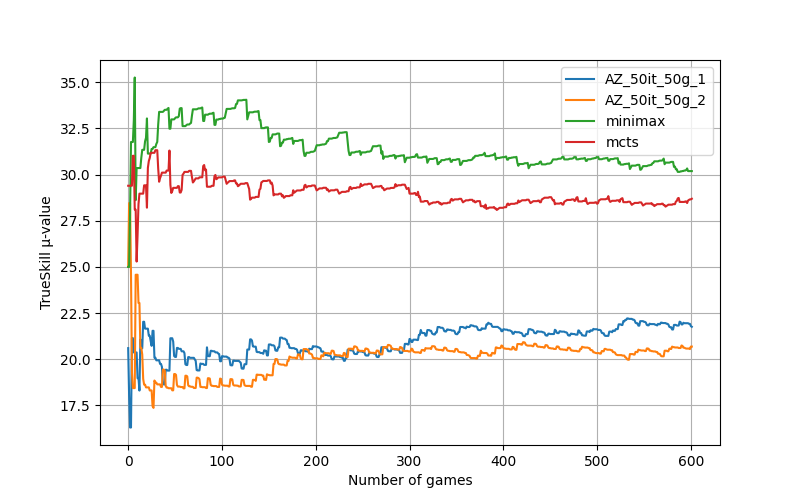 35.0
32.5
30.0
27.5
25.0
22.5
20.0
17.5
TrueSkill μ-value
AZ_50it_50g_1
AZ_50it_50g_2
minimax
mcts
0 100 200 300 400 500 600
Number of games